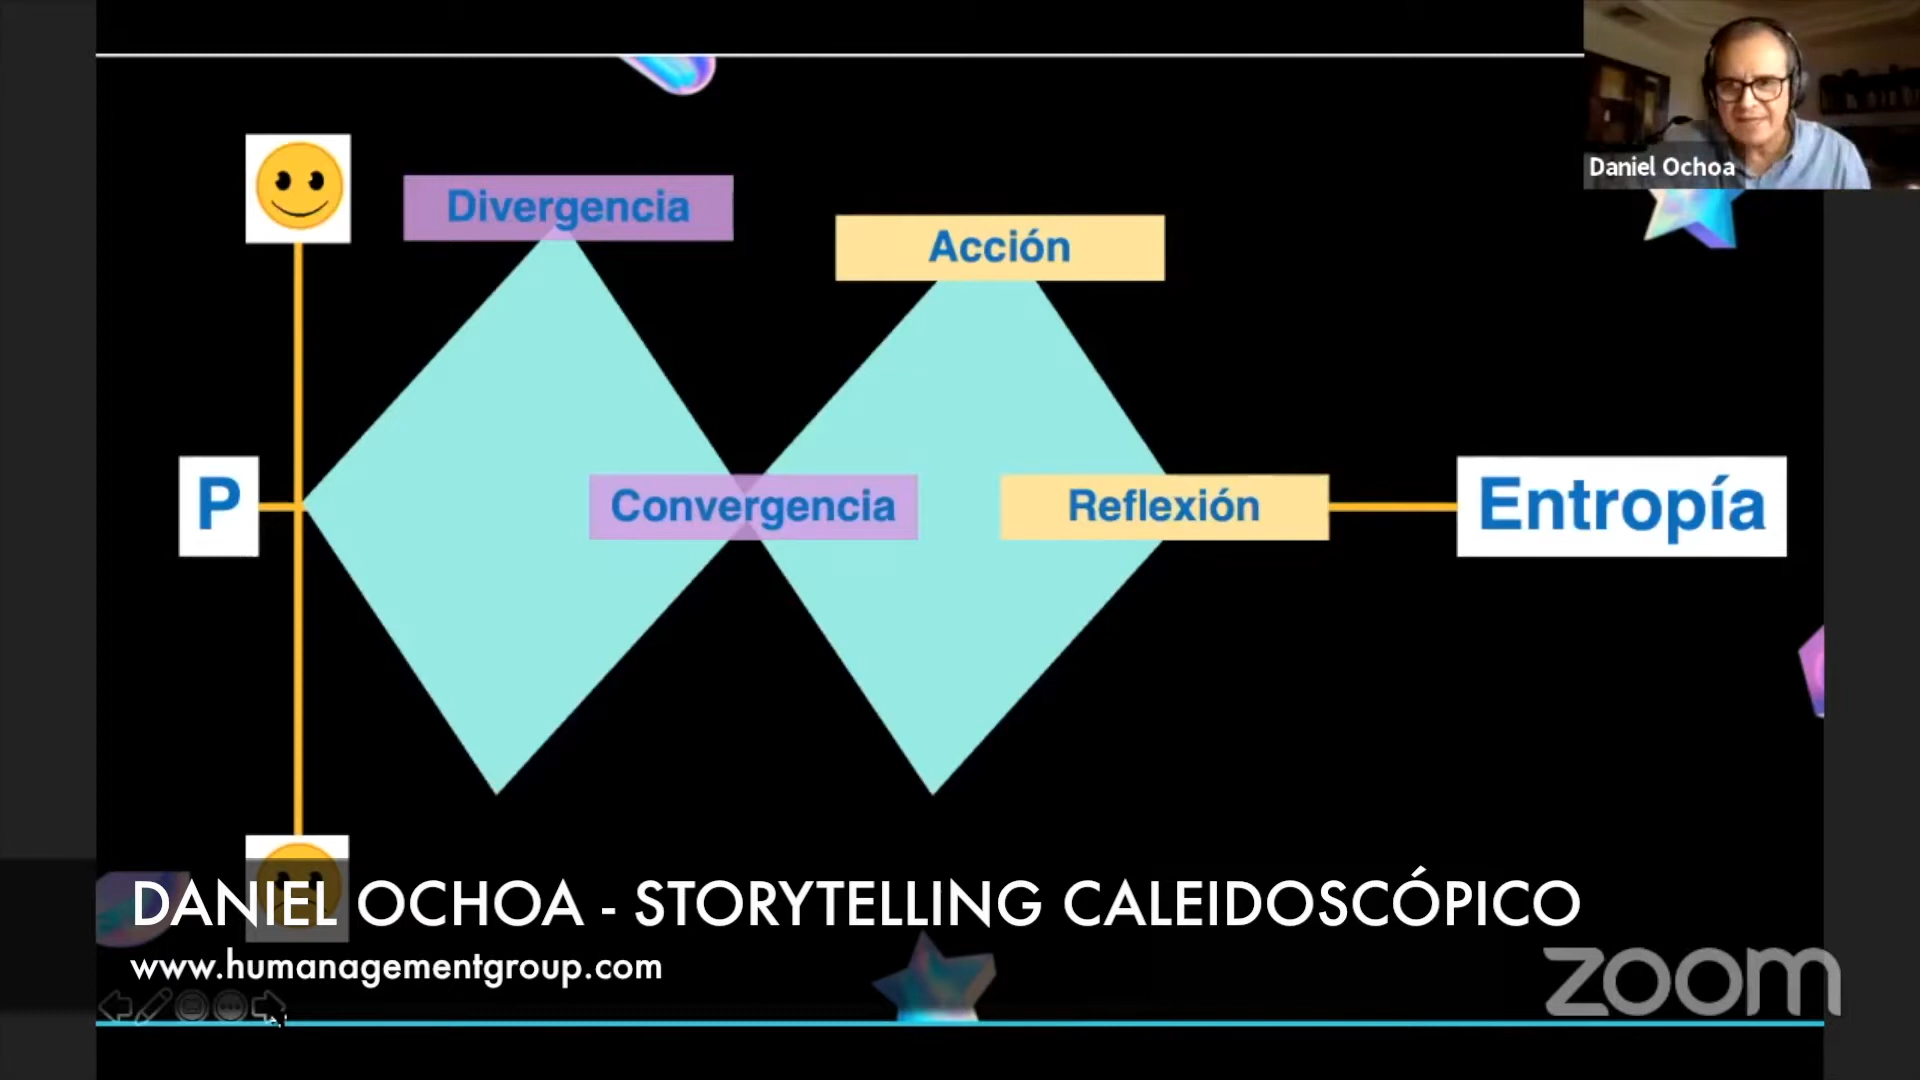 Daniel Ochoa
Divergencia
Acción
P
Convergencia
Reflexión
Entropía
DANIEL OCHOA - STORYTELLING CALEIDOSCÓPICO
www.humanagementgroup.com
zoom